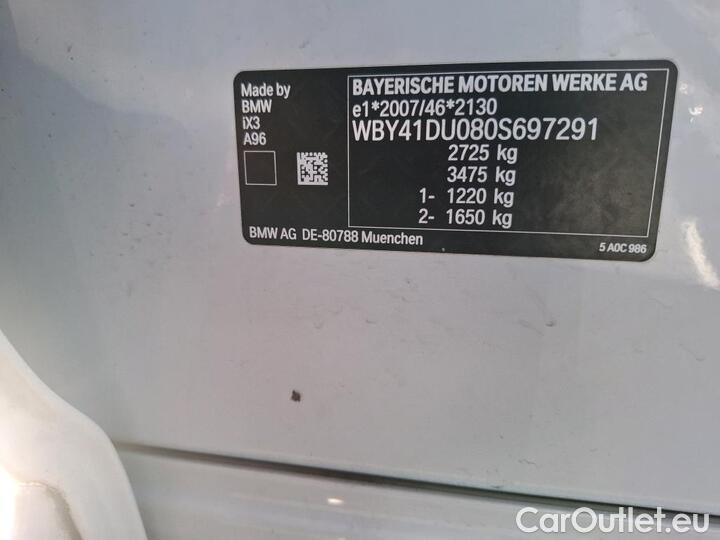 Made by
BMW
iX3
A96
BAYERISCHE MOTOREN WERKE AG
e1*2007/46*2130
WBY41DU080S697291
2725 kg
3475 kg
1- 1220 kg
2- 1650 kg
BMW AG DE-80788 Muenchen
5 A0C 986
CarOutlet.eu